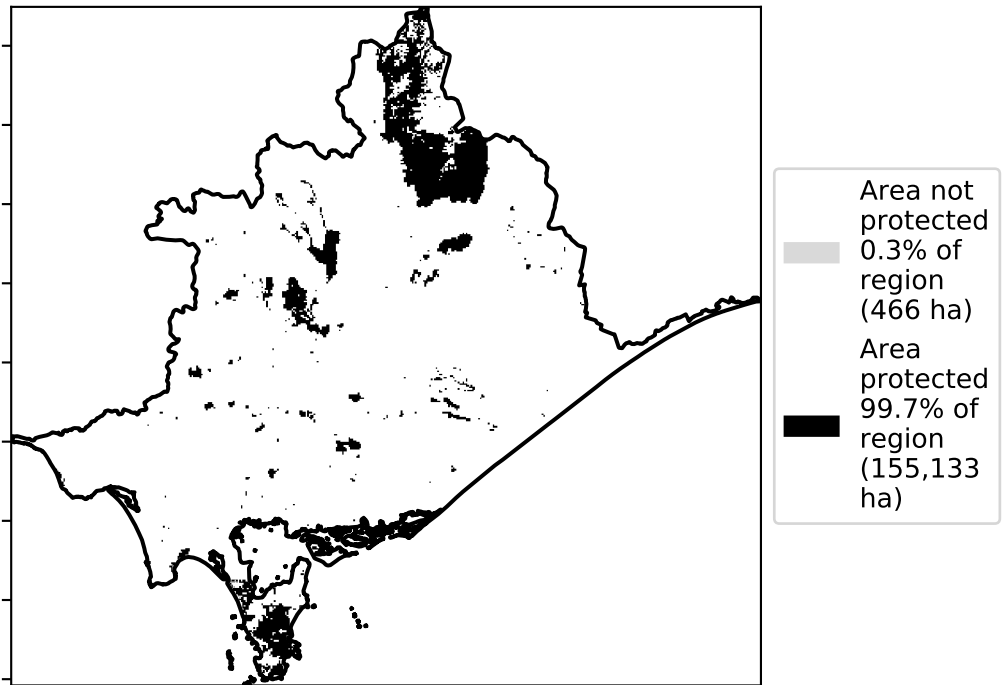 Area not
protected
0.3% of
region
(466 ha)
Area
protected
99.7% of
region
(155,133
ha)